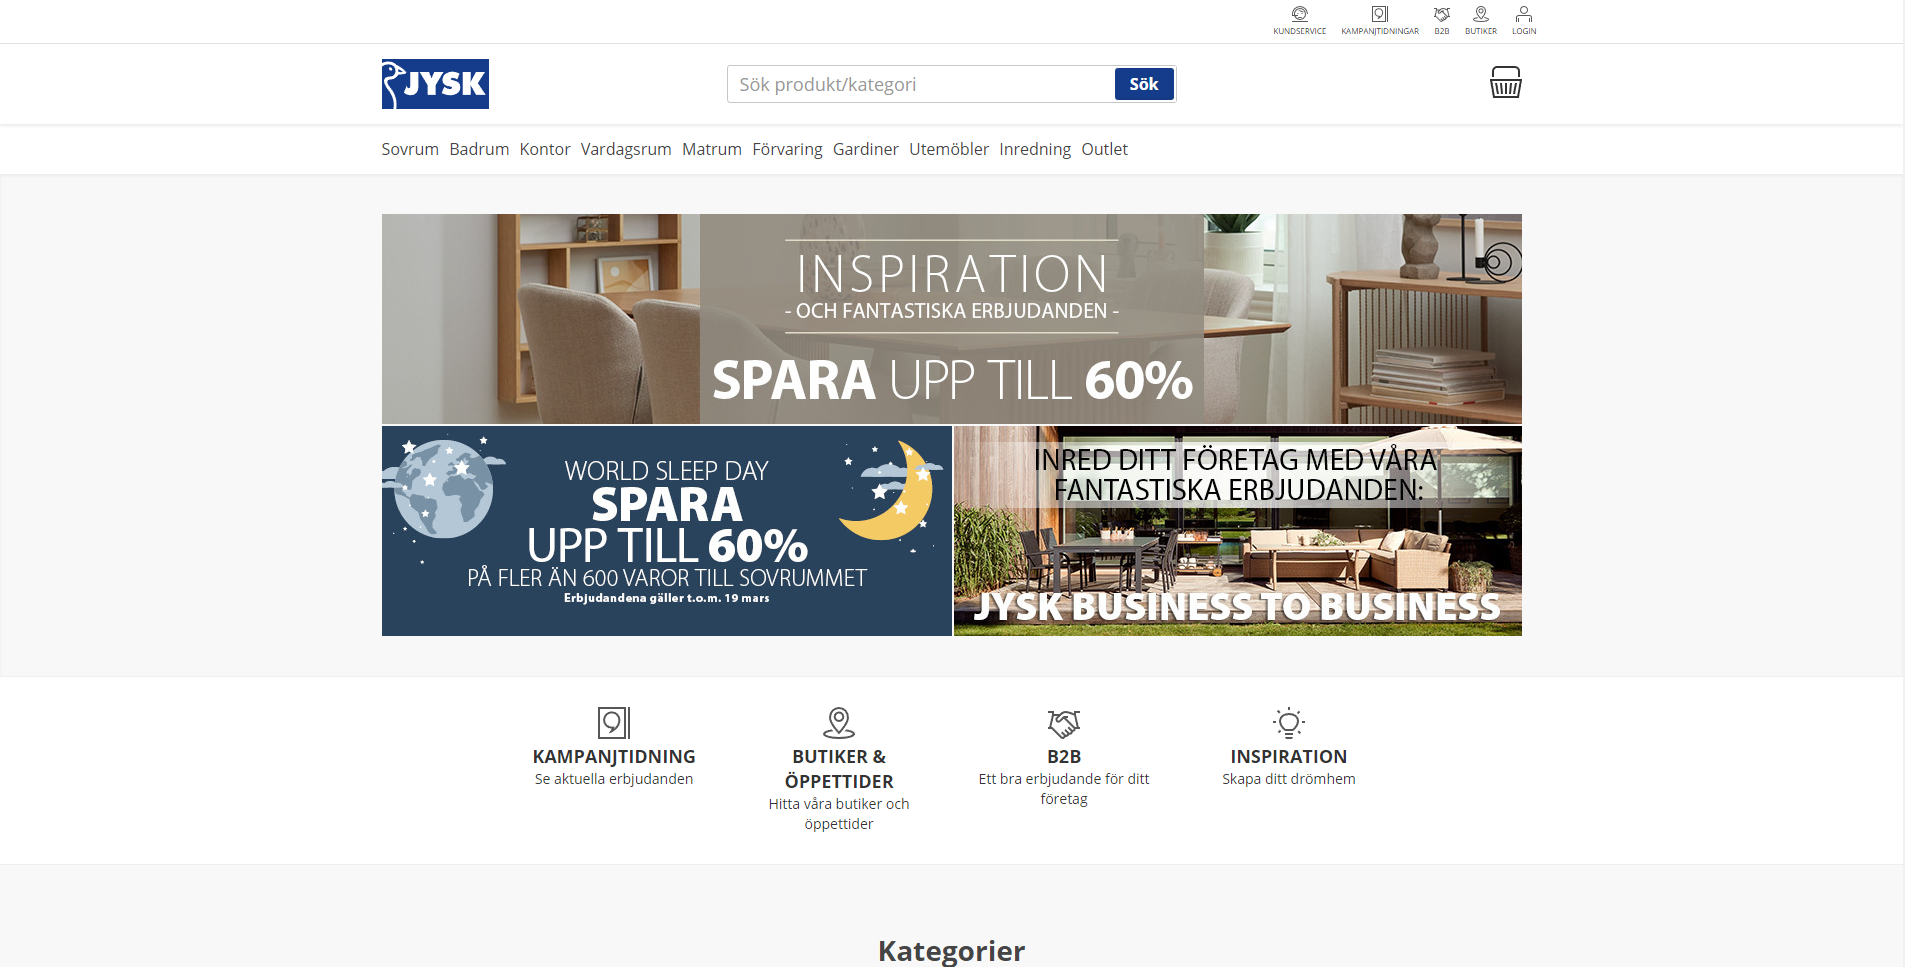 KUNDSERVICE KAMPANJTIDNINGAR B2B BUTIKER LOGIN
JYSK
Sök produkt/kategori Sök
Sovrum Badrum Kontor Vardagsrum Matrum Förvaring Gardiner Utemöbler Inredning Outlet
INSPIRATION
- OCH FANTASTISKA ERBJUDANDEN -
SPARA UPP TILL 60%
WORLD SLEEP DAY
SPARA
UPP TILL 60%
PÅ FLER ÄN 600 VAROR TILL SOVRUMMET
Erbjudandena gäller t.o.m. 19 mars
INRED DITT FÖRETAG MED VÅRA
FANTASTISKA ERBJUDANDEN:
JYSK BUSINESS TO BUSINESS
KAMPANJTIDNING
Se aktuella erbjudanden
BUTIKER &
ÖPPETTIDER
Hitta våra butiker och
öppettider
B2B
Ett bra erbjudande för ditt
företag
INSPIRATION
Skapa ditt drömhem
Kategorier